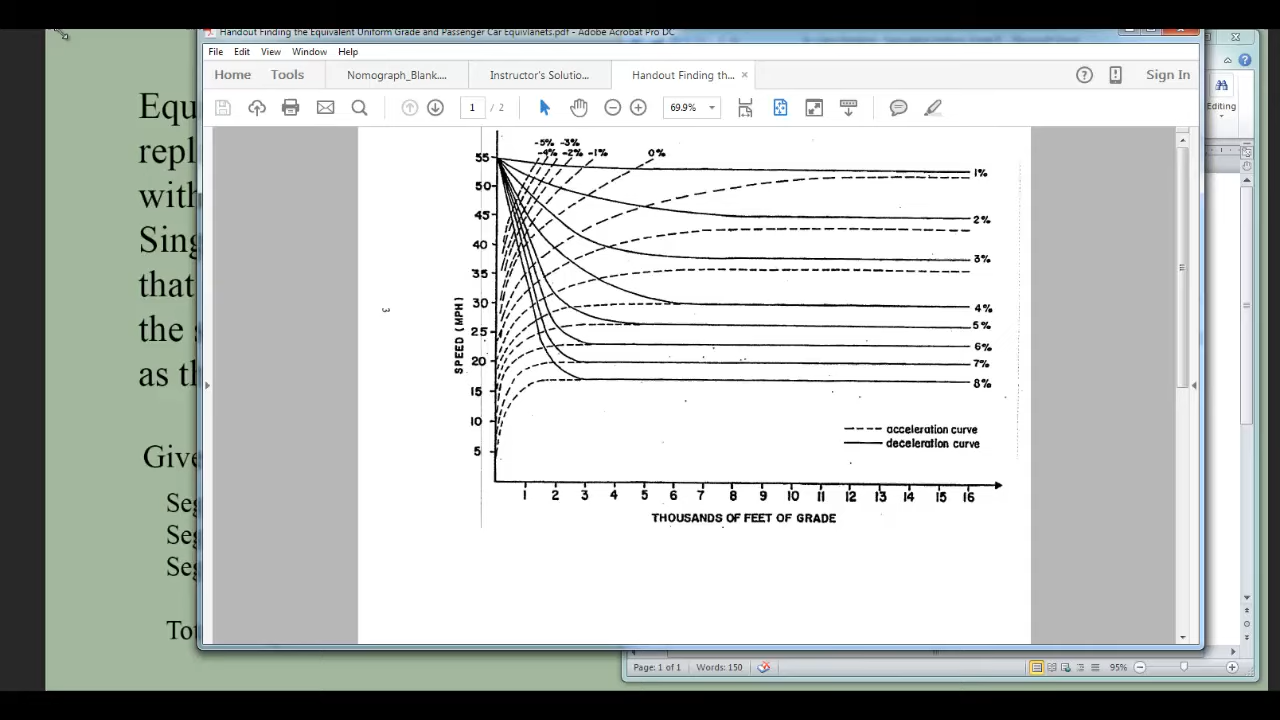 Handout Finding the Equivalent Uniform Grade and Passenger Car Equivlanets.pdf - Adobe Acrobat Pro DC
File Edit View Window Help
Home Tools Nomograph_Blank.... Instructor's Solutio... Handout Finding th... × Sign In
1 / 2 69.9%
Editing
Equ
repl
with
Sing
that
the s
as th
Give
Seg
Seg
Seg
Tot
-5% -3%
-4% -2% -1% 0%
55
50
45
40
35
30
25
20
15
10
5
SPEED (MPH)
3
1%
2%
3%
4%
5%
6%
7%
8%
acceleration curve
deceleration curve
1 2 3 4 5 6 7 8 9 10 11 12 13 14 15 16
THOUSANDS OF FEET OF GRADE
Page: 1 of 1 Words: 150 95%